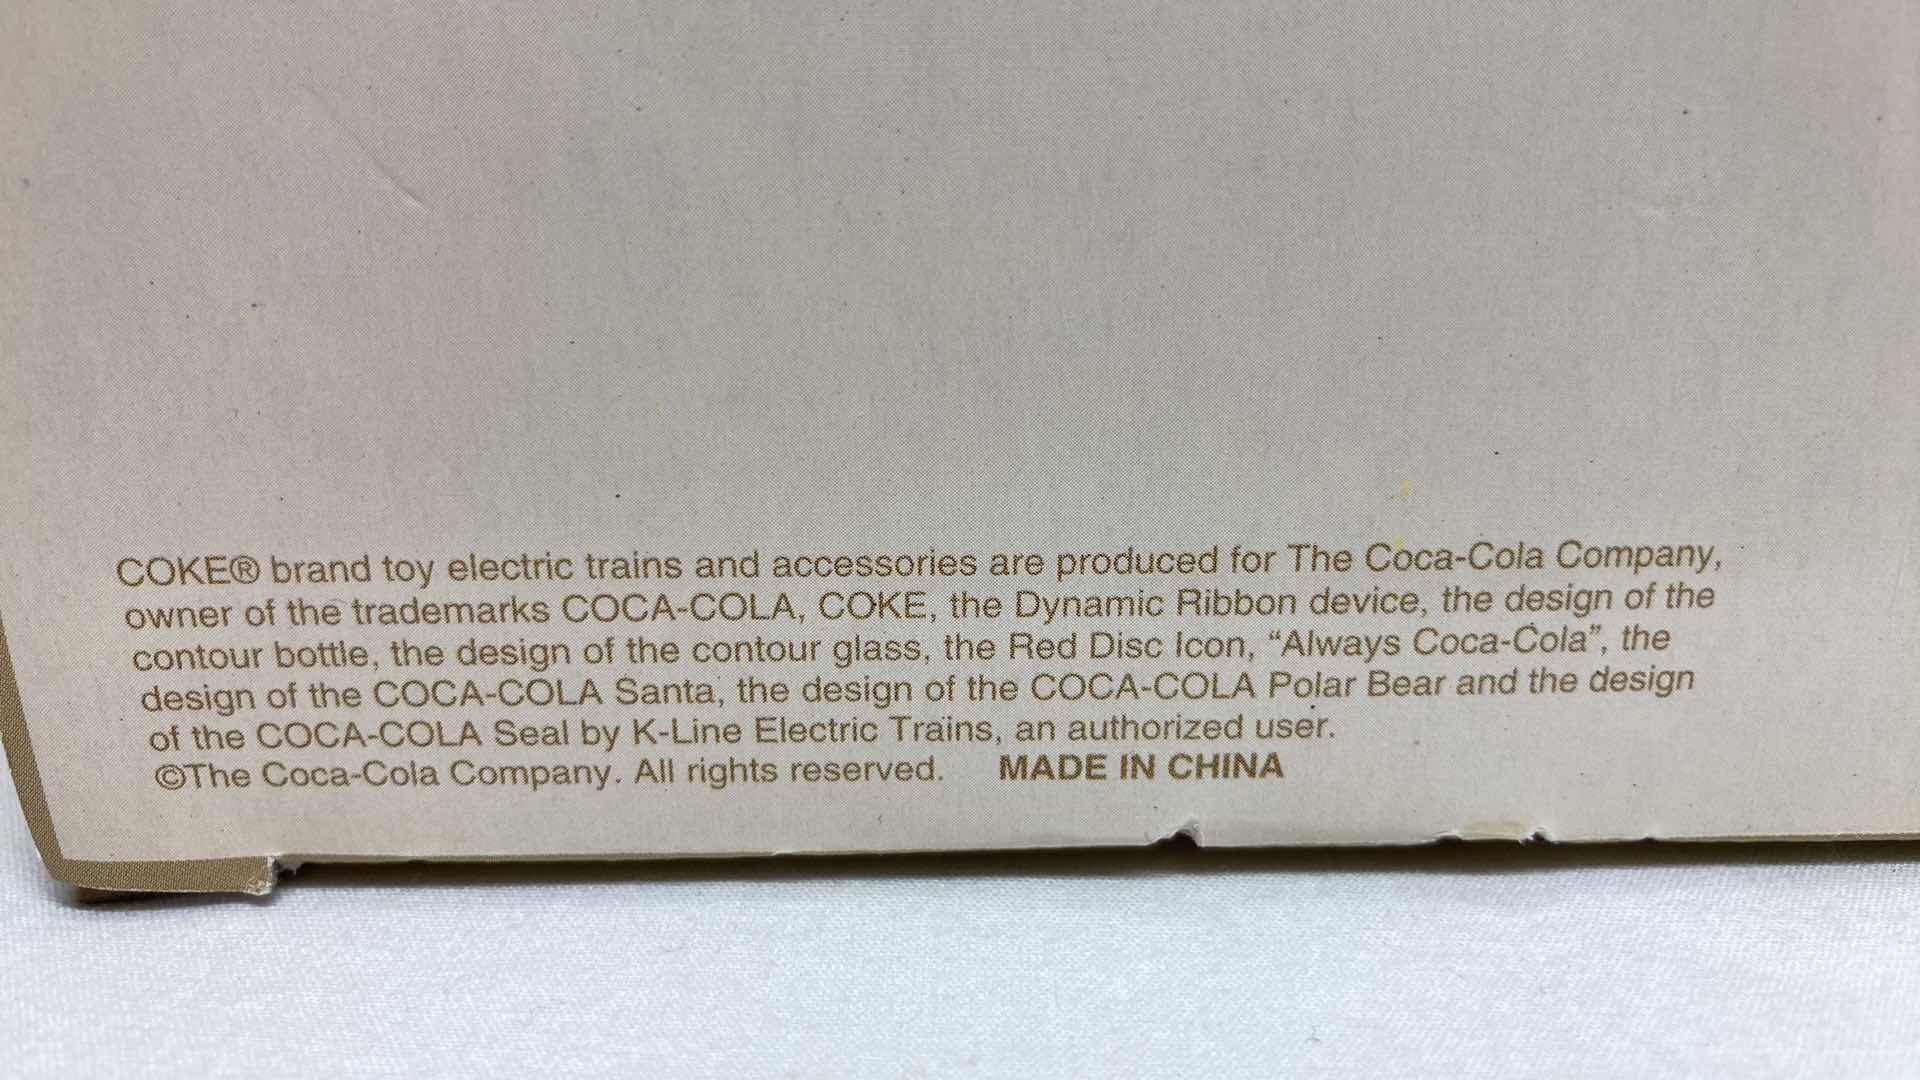 COKE® brand toy electric trains and accessories are produced for The Coca-Cola Company,
owner of the trademarks COCA-COLA, COKE, the Dynamic Ribbon device, the design of the
contour bottle, the design of the contour glass, the Red Disc Icon, “Always Coca-Cola”, the
design of the COCA-COLA Santa, the design of the COCA-COLA Polar Bear and the design
of the COCA-COLA Seal by K-Line Electric Trains, an authorized user.
©The Coca-Cola Company. All rights reserved. MADE IN CHINA